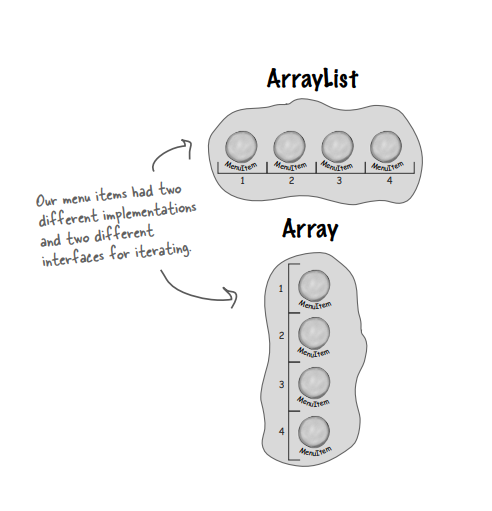 ArrayList
MenuItem MenuItem MenuItem MenuItem
1 2 3 4
Our menu items had two
different implementations
and two different
interfaces for iterating.
Array
1
MenuItem
2
MenuItem
3
MenuItem
4
MenuItem